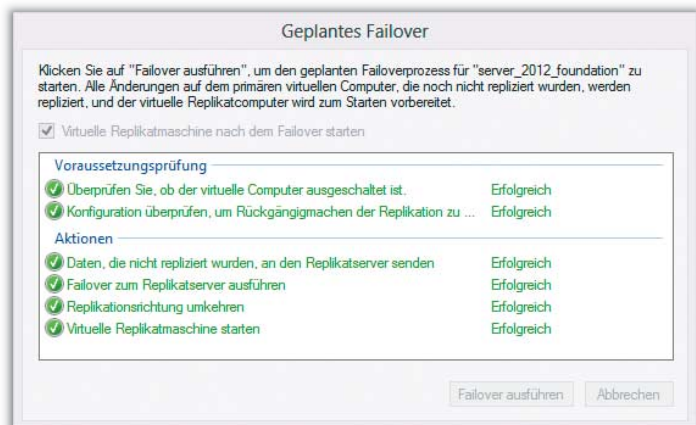 Geplantes Failover
Klicken Sie auf "Failover ausführen", um den geplanten Failoverprozess für "server_2012_foundation" zu
starten. Alle Änderungen auf dem primären virtuellen Computer, die noch nicht repliziert wurden, werden
repliziert, und der virtuelle Replikatcomputer wird zum Starten vorbereitet.
Virtuelle Replikatmaschine nach dem Failover starten
Voraussetzungsprüfung
Überprüfen Sie, ob der virtuelle Computer ausgeschaltet ist. Erfolgreich
Konfiguration überprüfen, um Rückgängigmachen der Replikation zu ... Erfolgreich
Aktionen
Daten, die nicht repliziert wurden, an den Replikatserver senden Erfolgreich
Failover zum Replikatserver ausführen Erfolgreich
Replikationsrichtung umkehren Erfolgreich
Virtuelle Replikatmaschine starten Erfolgreich
Failover ausführen Abbrechen